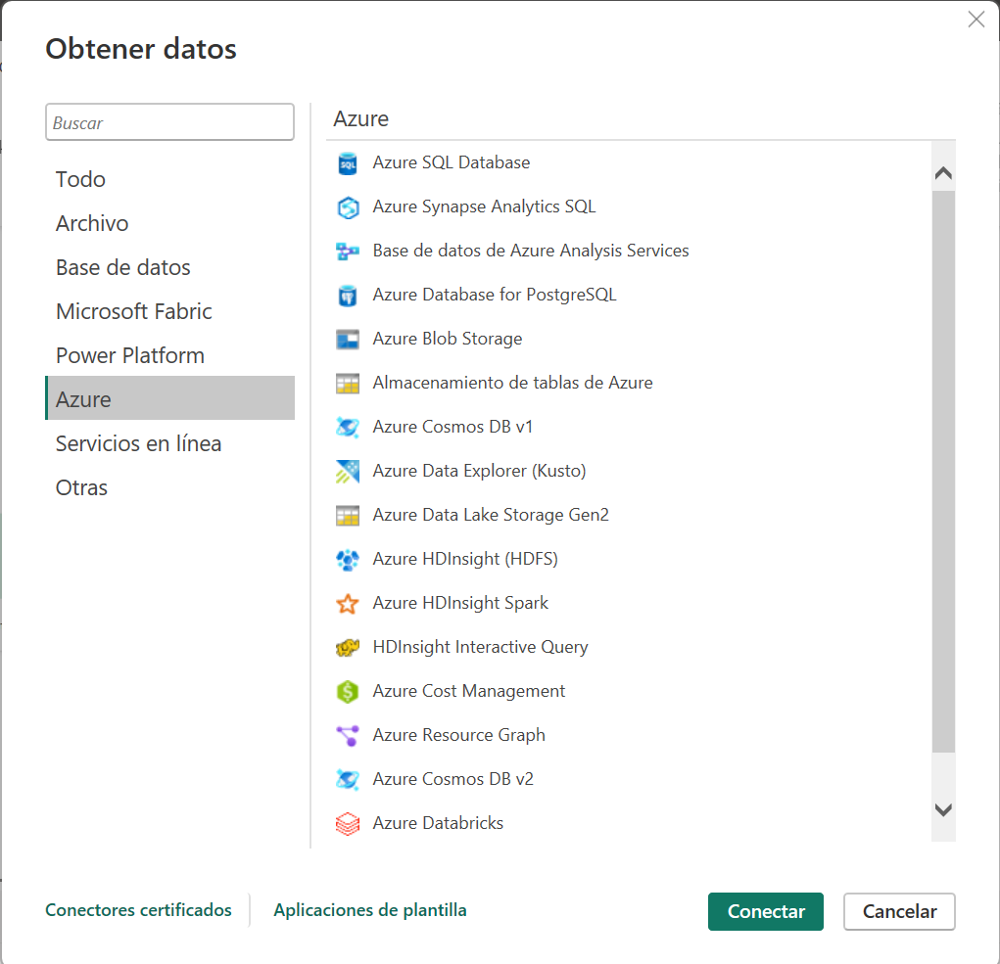 Obtener datos
Buscar
Todo
Archivo
Base de datos
Microsoft Fabric
Power Platform
Azure
Servicios en línea
Otras
Azure
Azure SQL Database
Azure Synapse Analytics SQL
Base de datos de Azure Analysis Services
Azure Database for PostgreSQL
Azure Blob Storage
Almacenamiento de tablas de Azure
Azure Cosmos DB v1
Azure Data Explorer (Kusto)
Azure Data Lake Storage Gen2
Azure HDInsight (HDFS)
Azure HDInsight Spark
HDInsight Interactive Query
Azure Cost Management
Azure Resource Graph
Azure Cosmos DB v2
Azure Databricks
Conectores certificados
Aplicaciones de plantilla
Conectar
Cancelar